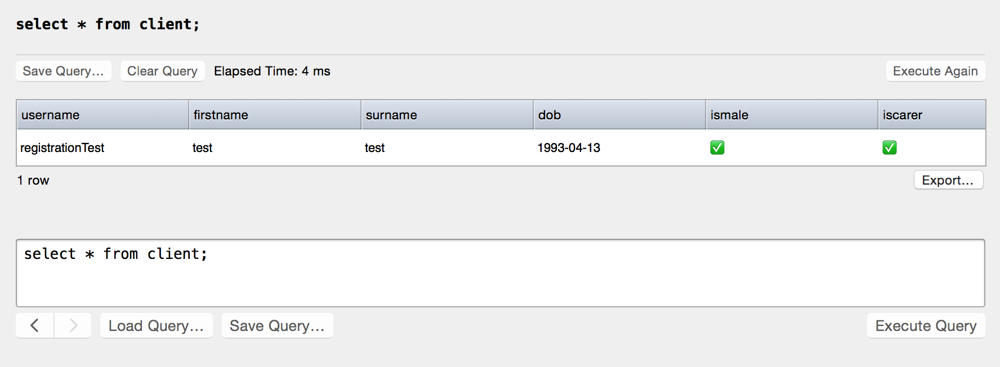 select * from client;
Save Query... Clear Query Elapsed Time: 4 ms Execute Again
username firstname surname dob ismale iscarer
registrationTest test test 1993-04-13 ✅ ✅
1 row Export...
select * from client;
Load Query... Save Query... Execute Query